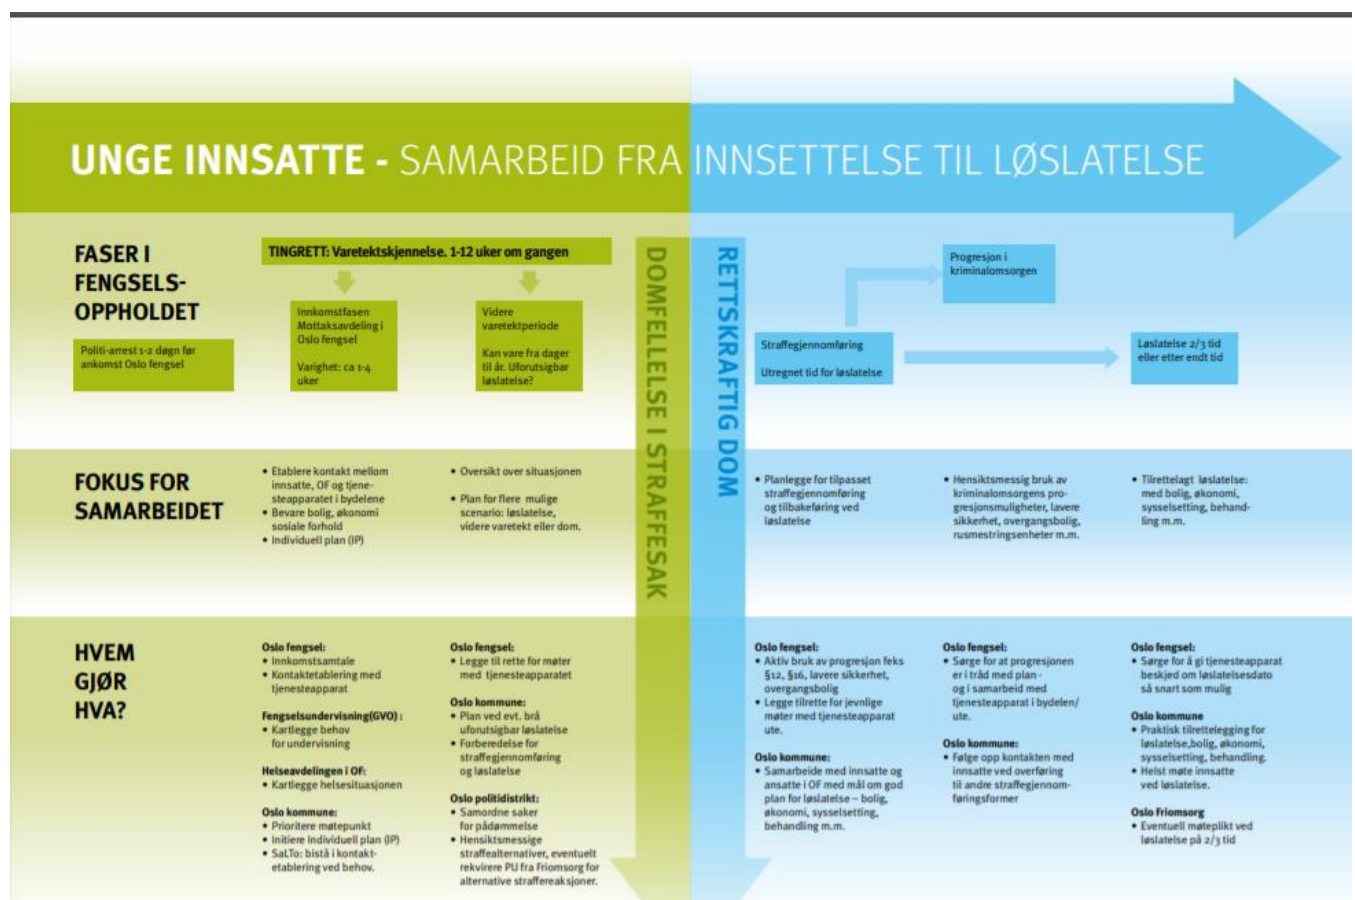 UNGE INNSATTE - SAMARBEID FRA INNSETTELSE TIL LØSLATELSE
FASER I
FENGSELS-
OPPHOLDET
Politi-arrest 1-2 døgn før
ankomst Oslo fengsel
TINGRETT: Varetektskjennelse. 1-12 uker om gangen
Innkomstfasen
Mottaksavdeling i
Oslo fengsel
Varighet: ca 1-4
uker
Videre
varetektperiode
Kan vare fra dager
til år. Uforutsigbar
løslatelse?
DOMFELLELSE I STRAFFESAK
RETTSKRAFTIG DOM
Straffegjennomføring
Utregnet tid for løslatelse
Progresjon i
kriminalomsorgen
Løslatelse 2/3 tid
eller etter endt tid
FOKUS FOR
SAMARBEIDET
• Etablere kontakt mellom
innsatte, OF og tjene-
steapparatet i bydelene
• Bevare bolig, økonomi
sosiale forhold
• Individuell plan (IP)
• Oversikt over situasjonen
• Plan for flere mulige
scenario: løslatelse,
videre varetekt eller dom.
• Planlegge for tilpasset
straffegjennomføring
og tilbakeføring ved
løslatelse
• Hensiktsmessig bruk av
kriminalomsorgens pro-
gresjonsmuligheter, lavere
sikkerhet, overgangsbolig,
rusmestringsenheter m.m.
• Tilrettelagt løslatelse:
med bolig, økonomi,
sysselsetting, behand-
ling m.m.
HVEM
GJØR
HVA?
Oslo fengsel:
• Innkomstsamtale
• Kontaktetablering med
tjenesteapparat
Fengselsundervisning(GVO) :
• Kartlegge behov
for undervisning
Helseavdelingen i OF:
• Kartlegge helsesituasjonen
Oslo kommune:
• Prioritere møtepunkt
• Initiere Individuell plan (IP)
• SaLTo: bistå i kontakt-
etablering ved behov.
Oslo fengsel:
• Legge til rette for møter
med tjenesteapparatet
Oslo kommune:
• Plan ved evt. brå
uforutsigbar løslatelse
• Forberedelse for
straffegjennomføring
og løslatelse
Oslo politidistrikt:
• Samordne saker
for pådømmelse
• Hensiktsmessige
straffealternativer, eventuelt
rekvirere PU fra Friomsorg for
alternative straffereaksjoner.
Oslo fengsel:
• Aktiv bruk av progresjon feks
§12, §16, lavere sikkerhet,
overgangsbolig
• Legge tilrette for jevnlige
møter med tjenesteapparat
ute.
Oslo kommune:
• Samarbeide med innsatte og
ansatte i OF med mål om god
plan for løslatelse – bolig,
økonomi, sysselsetting,
behandling m.m.
Oslo fengsel:
• Sørge for at progresjonen
er i tråd med plan -
og i samarbeid med
tjenesteapparat i bydelen/
ute.
Oslo kommune:
• Følge opp kontakten med
innsatte ved overføring
til andre straffegjennom-
føringsformer
Oslo fengsel:
• Sørge for å gi tjenesteapparat
beskjed om løslatelsesdato
så snart som mulig
Oslo kommune
• Praktisk tilrettelegging for
løslatelse,bolig, økonomi,
sysselsetting, behandling.
• Helst møte innsatte
ved løslatelse.
Oslo Friomsorg
• Eventuell møteplikt ved
løslatelse på 2/3 tid